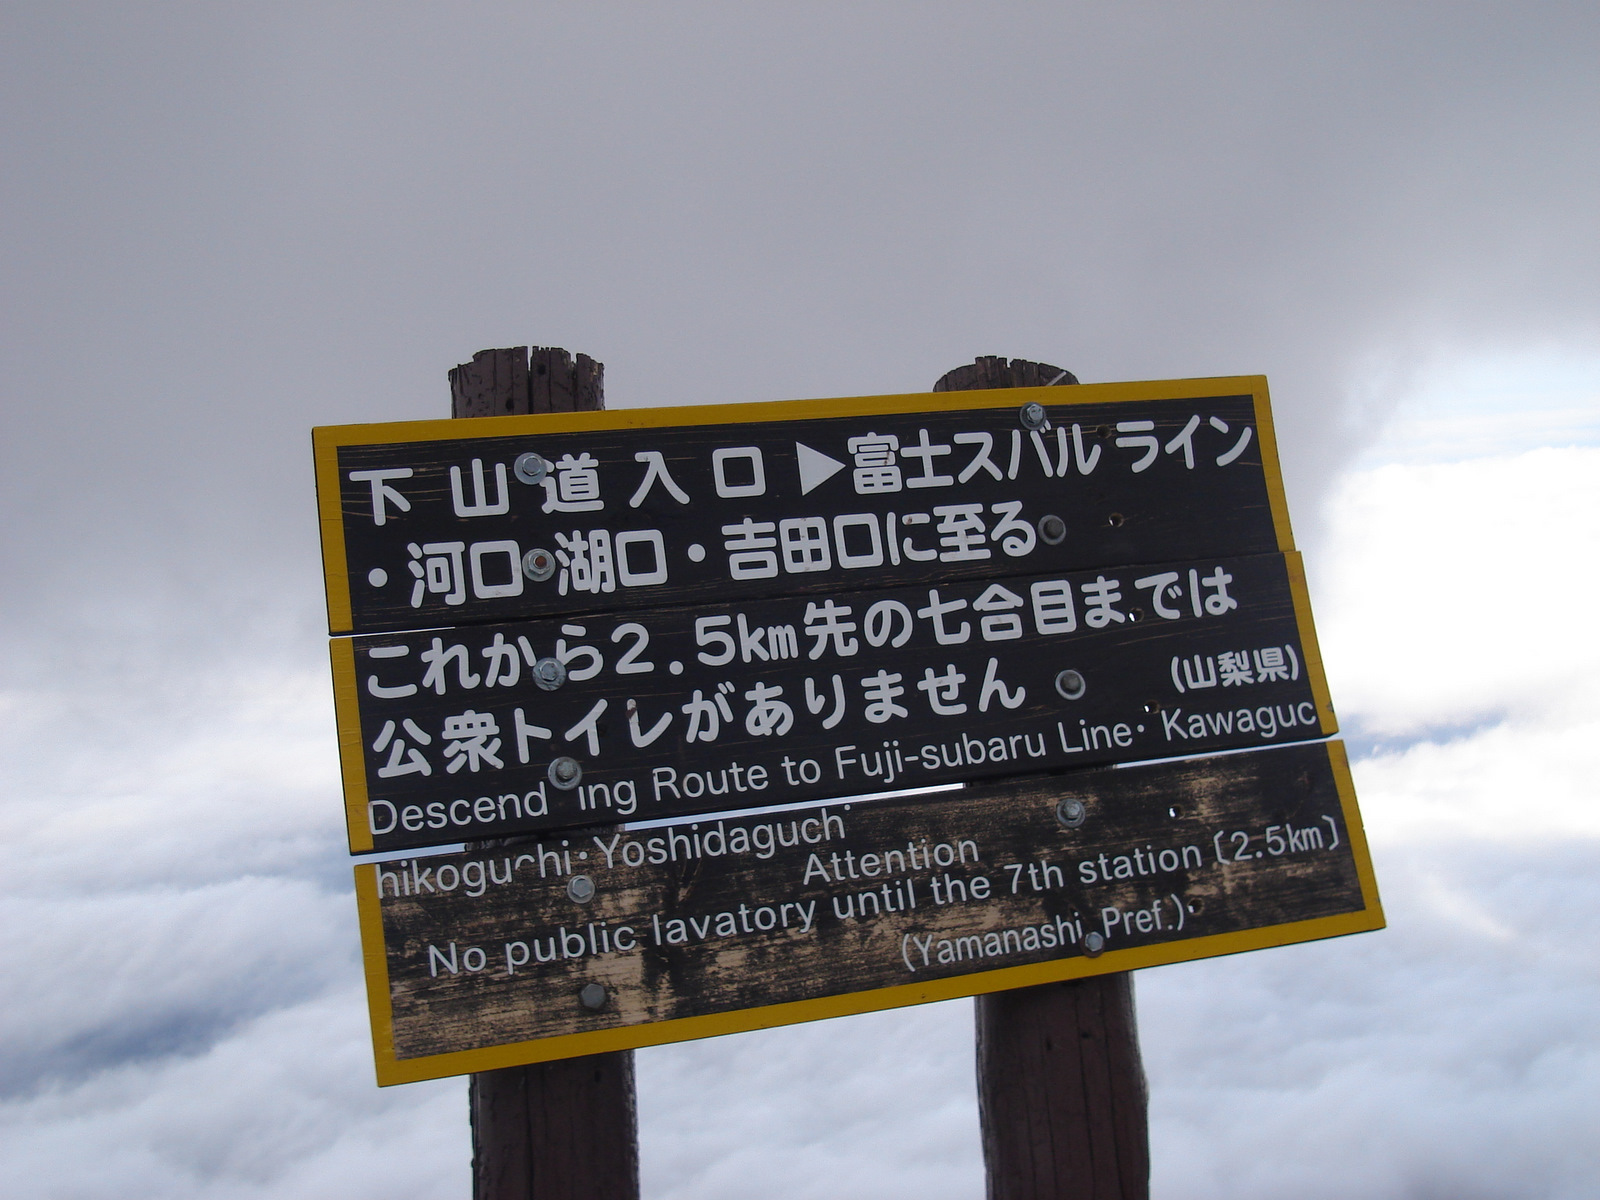 下山道入口▶富士スバルライン
・河口湖口・吉田口に至る
これから2.5km先の七合目までは
公衆トイレがありません (山梨県)
Descending Route to Fuji-subaru Line・Kawaguc
hikoguchi・Yoshidaguchi
Attention
No public lavatory until the 7th station (2.5km)
(Yamanashi Pref.)